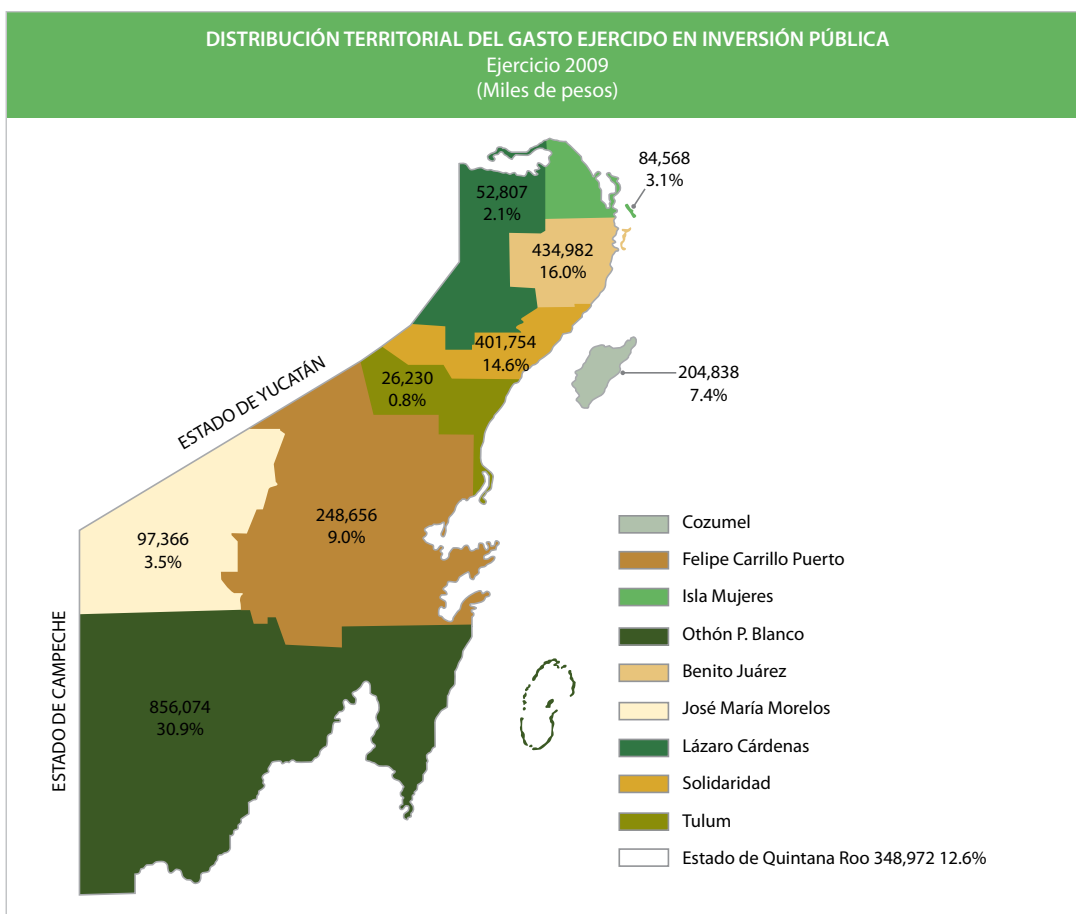 DISTRIBUCIÓN TERRITORIAL DEL GASTO EJERCIDO EN INVERSIÓN PÚBLICA
Ejercicio 2009
(Miles de pesos)
84,568
3.1%
52,807
2.1%
434,982
16.0%
401,754
14.6%
204,838
7.4%
26,230
0.8%
ESTADO DE YUCATÁN
248,656
9.0%
97,366
3.5%
ESTADO DE CAMPECHE
856,074
30.9%
Cozumel
Felipe Carrillo Puerto
Isla Mujeres
Othón P. Blanco
Benito Juárez
José María Morelos
Lázaro Cárdenas
Solidaridad
Tulum
Estado de Quintana Roo 348,972 12.6%